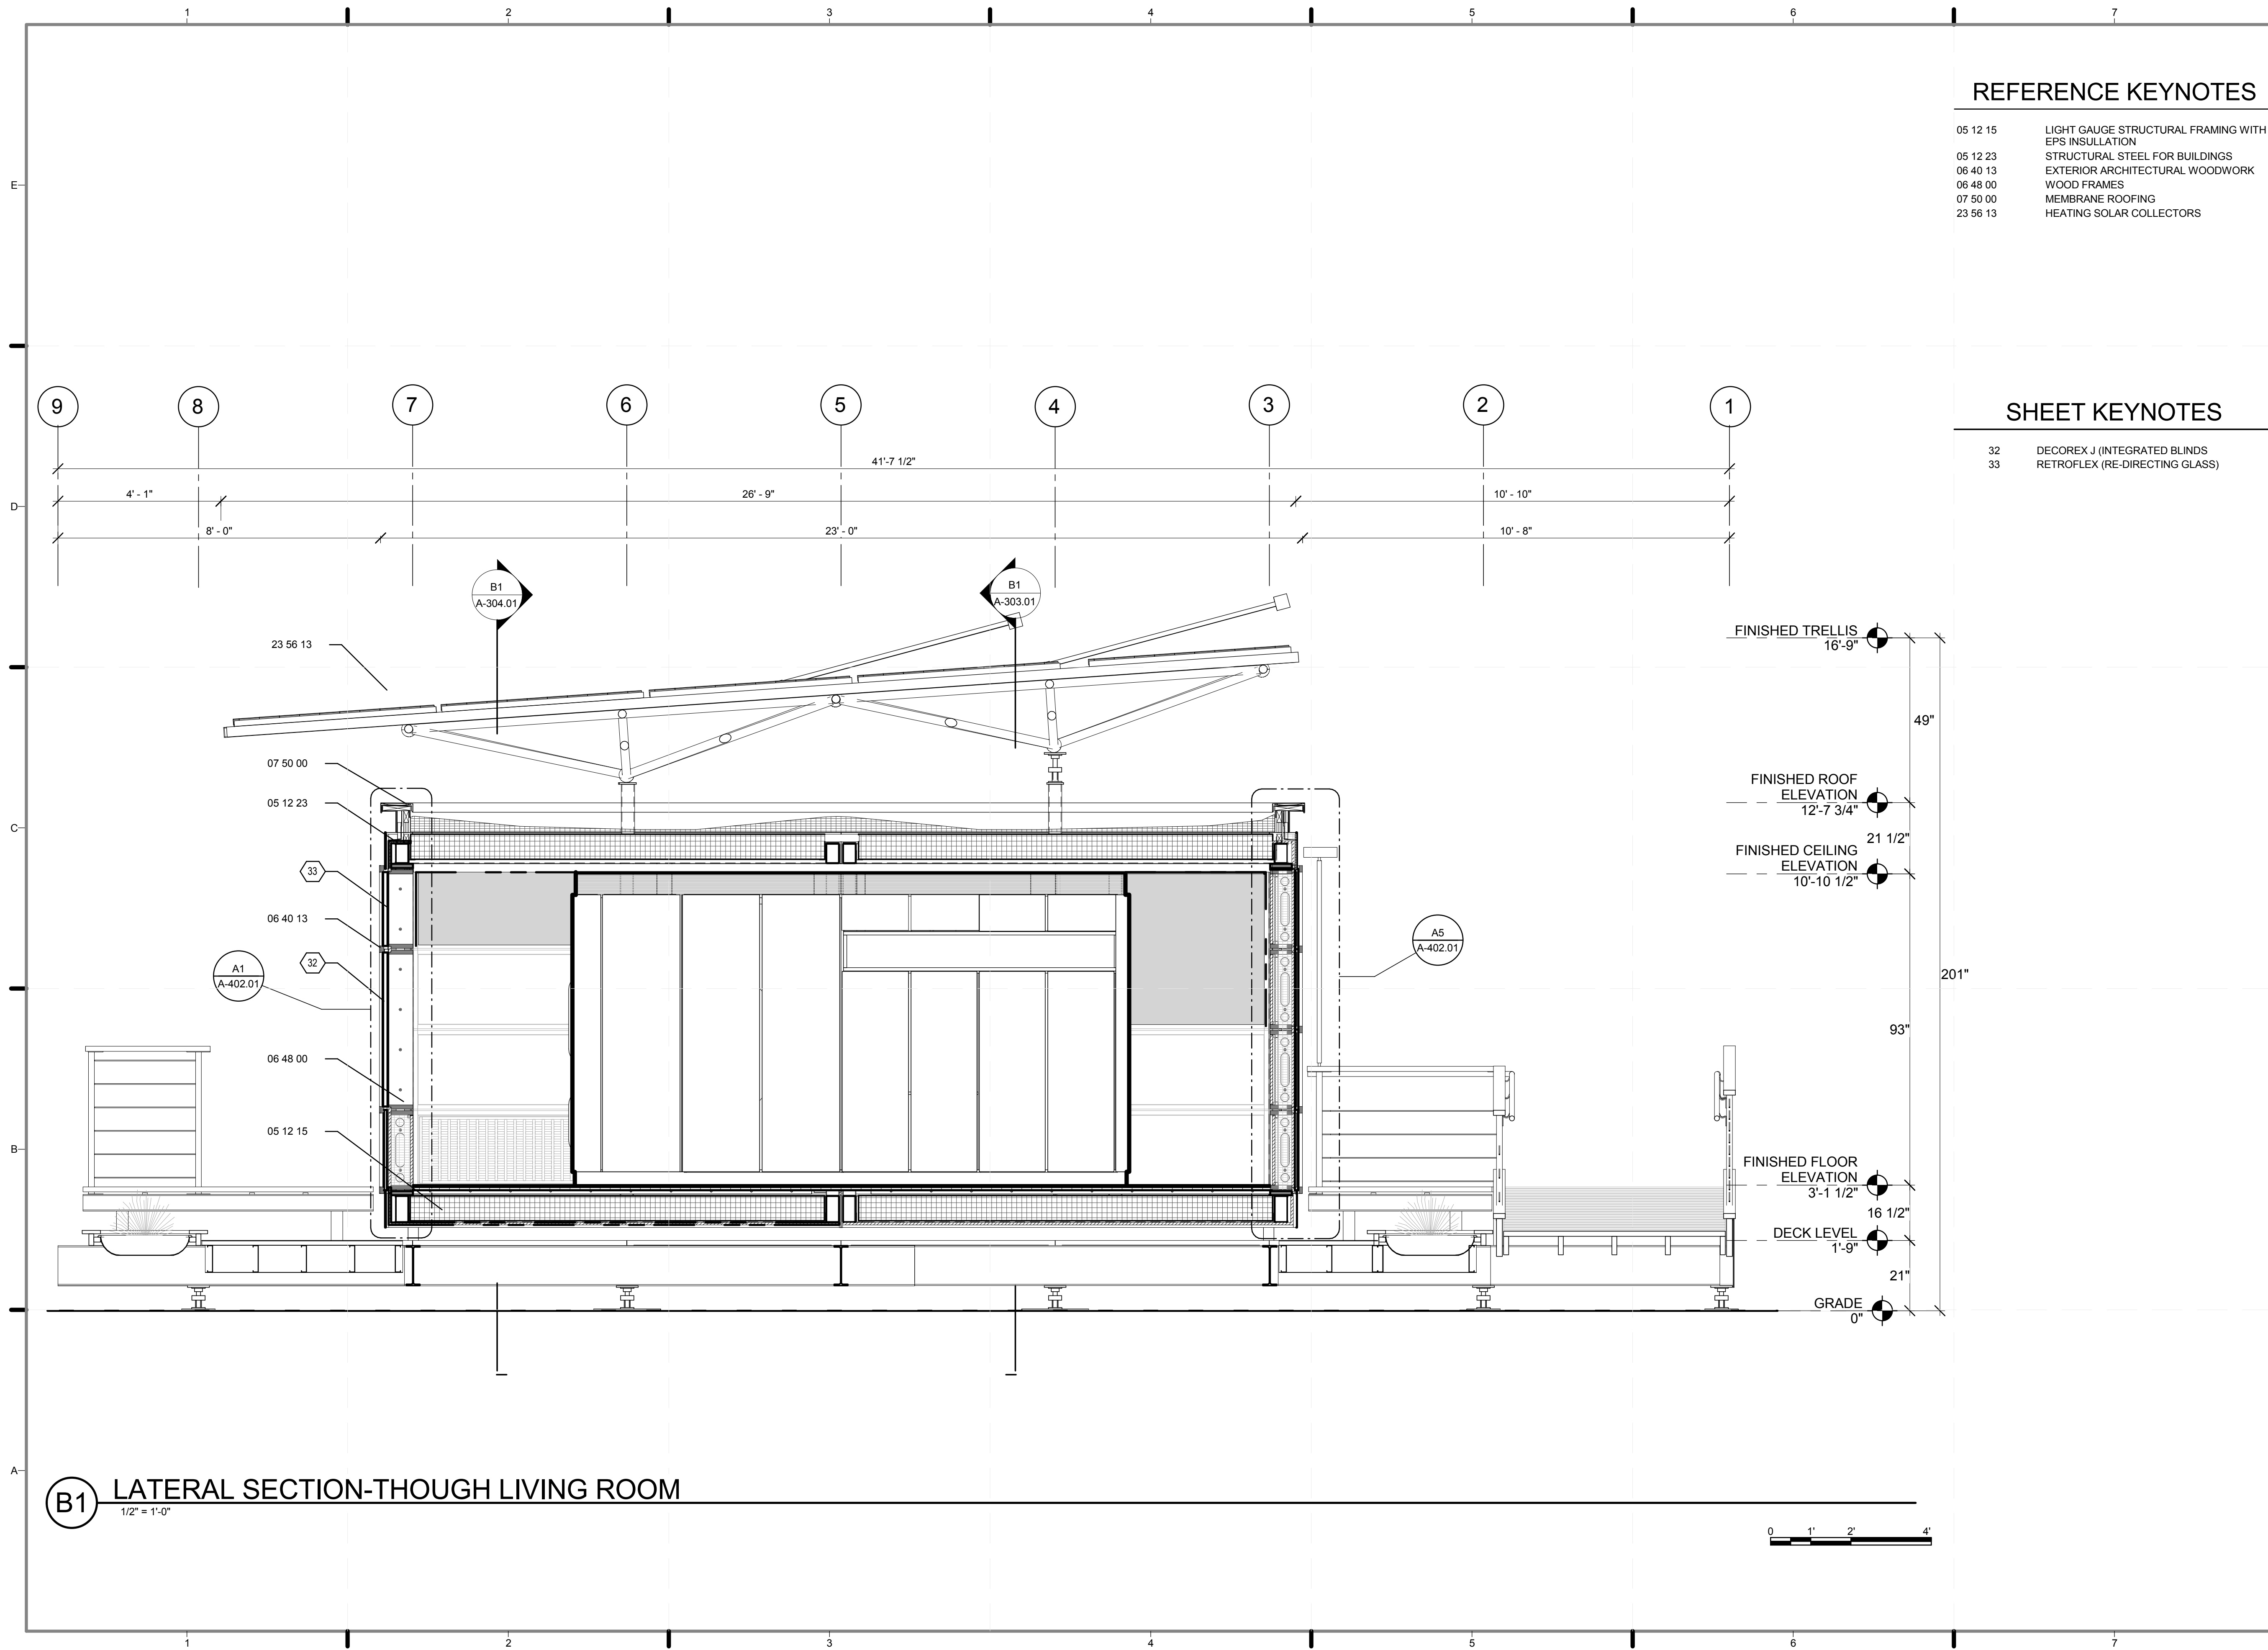 1 2 3 4 5 6 7
REFERENCE KEYNOTES
05 12 15 LIGHT GAUGE STRUCTURAL FRAMING WITH
EPS INSULLATION
05 12 23 STRUCTURAL STEEL FOR BUILDINGS
06 40 13 EXTERIOR ARCHITECTURAL WOODWORK
06 48 00 WOOD FRAMES
07 50 00 MEMBRANE ROOFING
23 56 13 HEATING SOLAR COLLECTORS
E
9 8 7 6 5 4 3 2 1
SHEET KEYNOTES
32 DECOREX J (INTEGRATED BLINDS
33 RETROFLEX (RE-DIRECTING GLASS)
41'-7 1/2"
4' - 1" 26' - 9" 10' - 10"
D
8' - 0" 23' - 0" 10' - 8"
B1
A-304.01
B1
A-303.01
23 56 13
FINISHED TRELLIS
16'-9"
49"
07 50 00
FINISHED ROOF
ELEVATION
12'-7 3/4"
05 12 23
C
21 1/2"
FINISHED CEILING
ELEVATION
10'-10 1/2"
33
06 40 13
A5
A-402.01
32
A1
A-402.01
201"
93"
06 48 00
05 12 15
B
FINISHED FLOOR
ELEVATION
3'-1 1/2"
16 1/2"
DECK LEVEL
1'-9"
21"
GRADE
0"
A
B1 LATERAL SECTION-THOUGH LIVING ROOM
1/2" = 1'-0"
0 1' 2' 4'
1 2 3 4 5 6 7